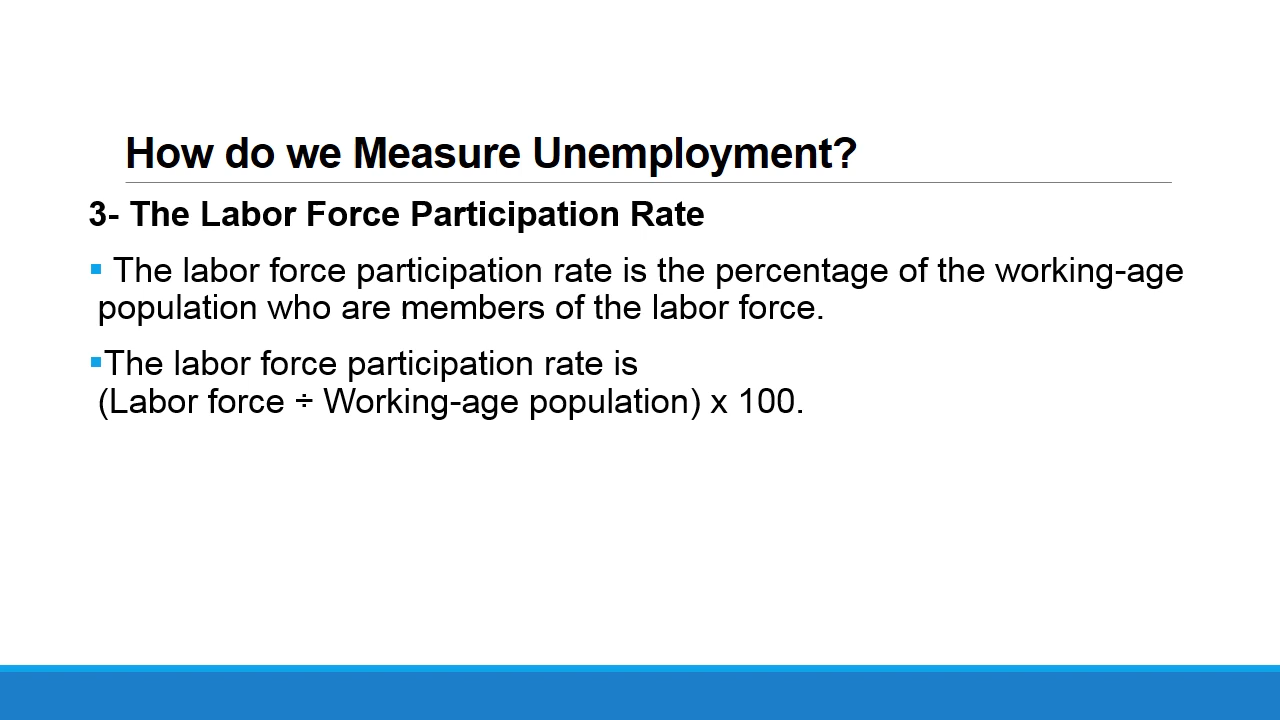 How do we Measure Unemployment?
3- The Labor Force Participation Rate
▪ The labor force participation rate is the percentage of the working-age
population who are members of the labor force.
▪The labor force participation rate is
(Labor force ÷ Working-age population) x 100.